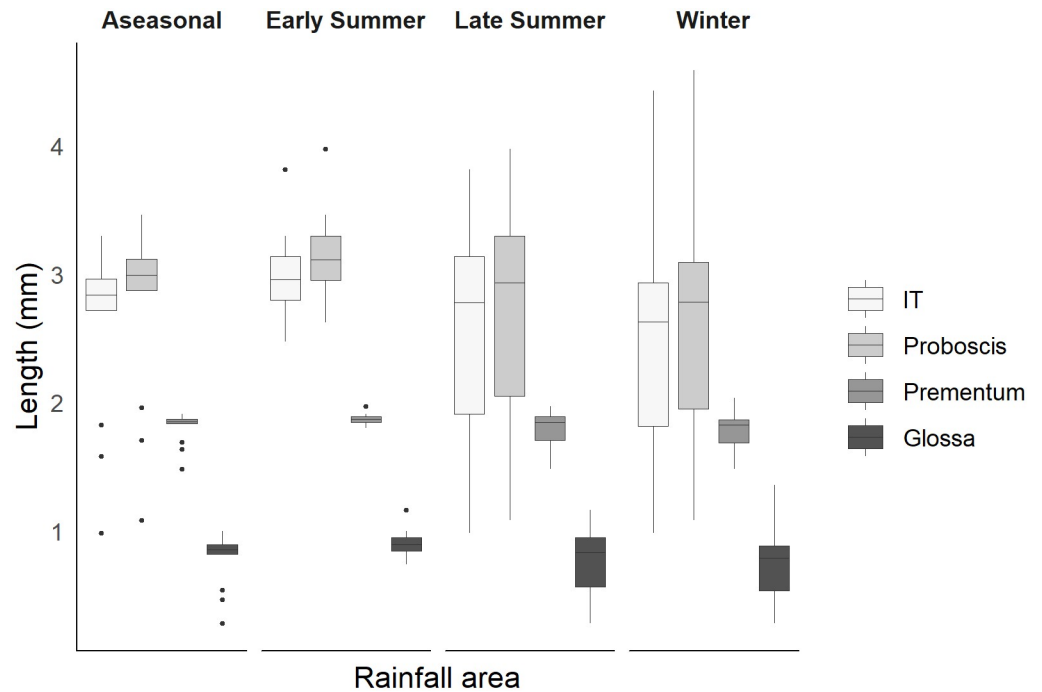 Aseasonal Early Summer Late Summer Winter
4
3
2
1
Length (mm)
Rainfall area
IT
Proboscis
Prementum
Glossa